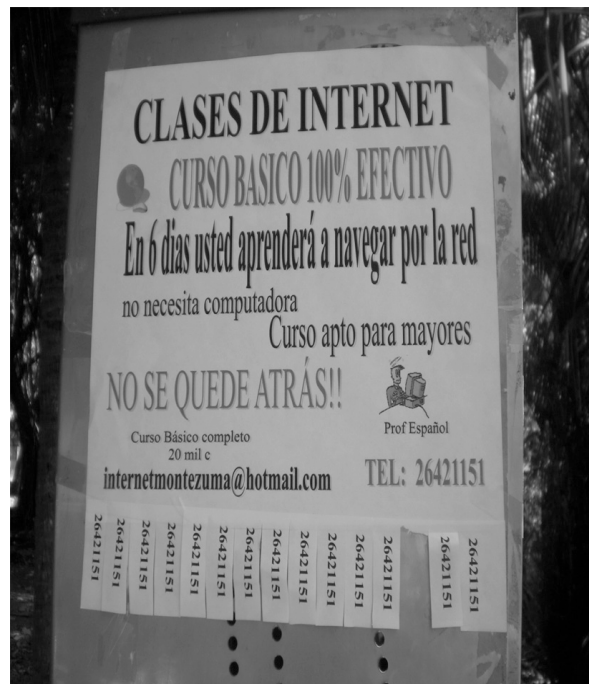 CLASES DE INTERNET
CURSO BASICO 100% EFECTIVO
En 6 dias usted aprenderá a navegar por la red
no necesita computadora
Curso apto para mayores
NO SE QUEDE ATRÁS!!
Prof Español
Curso Básico completo
20 mil c
internetmontezuma@hotmail.com
TEL: 26421151
26421151
26421151
26421151
26421151
26421151
26421151
26421151
26421151
26421151
26421151
26421151
26421151
26421151
26421151